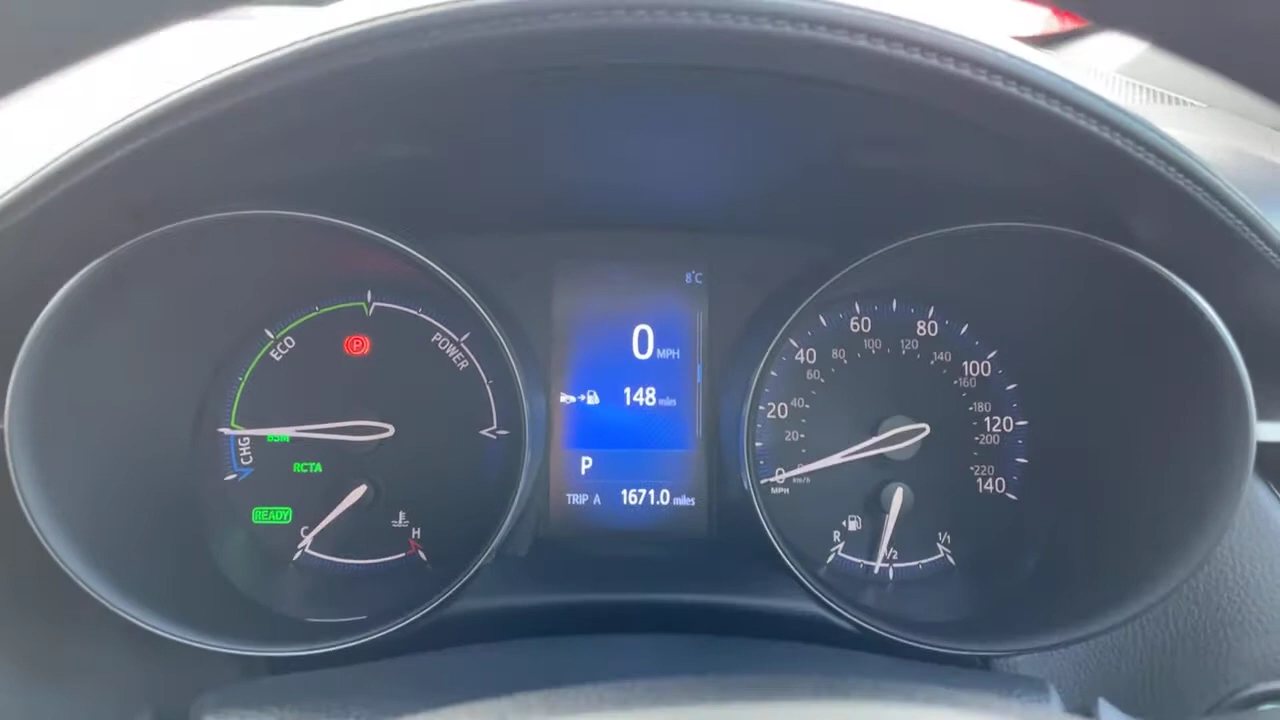 8°C
0 MPH
148 miles
P
TRIP A 1671.0 miles
CHG
ECO
POWER
P
BSM
RCTA
READY
C
H
0
20
40
60
80
100
120
140
MPH
20
40
60
80
100
120
140
160
180
200
220
km/h
R
1/2
1/1